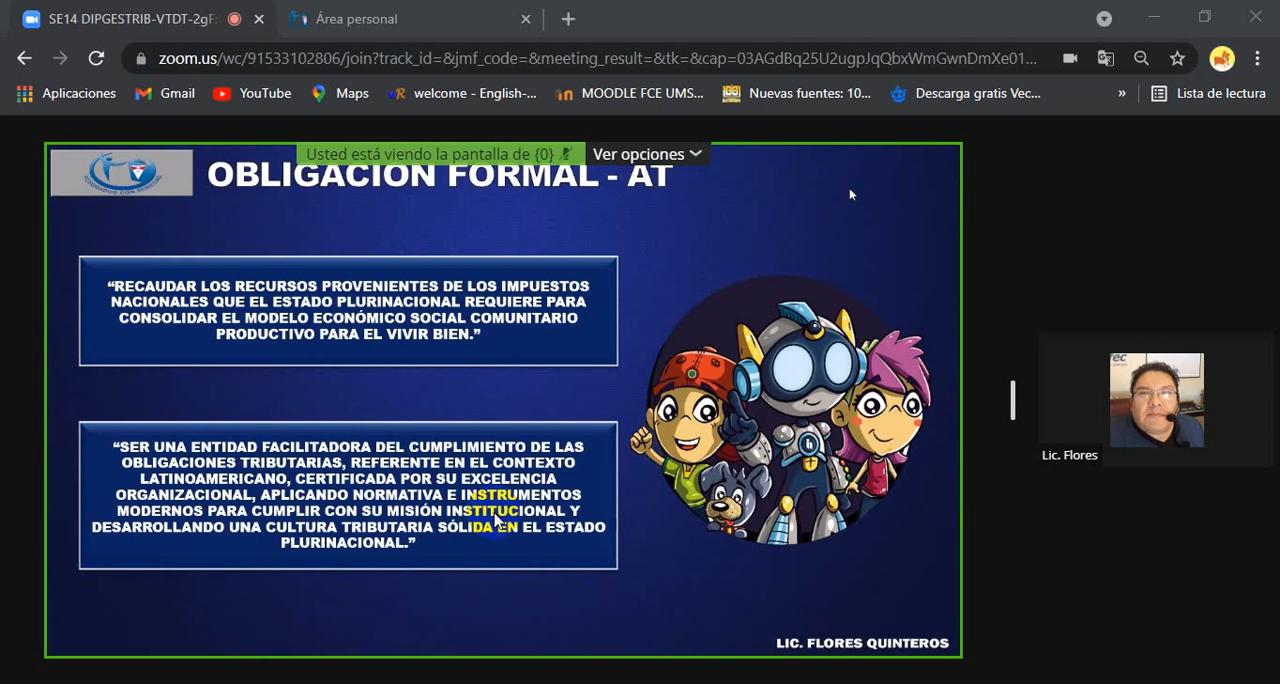 SE14 DIPGESTRIB-VTDT-2gF:
Área personal
zoom.us/wc/91533102806/join?track_id=&jmf_code=&meeting_result=&tk=&cap=03AGdBq25U2ugpJqQbxWmGwnDmXe01...
Aplicaciones
Gmail
YouTube
Maps
welcome - English-...
MOODLE FCE UMS...
Nuevas fuentes: 10...
Descarga gratis Vec...
»
Lista de lectura
Usted está viendo la pantalla de {0}
Ver opciones
OBLIGACIÓN FORMAL - AT
“RECAUDAR LOS RECURSOS PROVENIENTES DE LOS IMPUESTOS
NACIONALES QUE EL ESTADO PLURINACIONAL REQUIERE PARA
CONSOLIDAR EL MODELO ECONÓMICO SOCIAL COMUNITARIO
PRODUCTIVO PARA EL VIVIR BIEN.”
“SER UNA ENTIDAD FACILITADORA DEL CUMPLIMIENTO DE LAS
OBLIGACIONES TRIBUTARIAS, REFERENTE EN EL CONTEXTO
LATINOAMERICANO, CERTIFICADA POR SU EXCELENCIA
ORGANIZACIONAL, APLICANDO NORMATIVA E INSTRUMENTOS
MODERNOS PARA CUMPLIR CON SU MISIÓN INSTITUCIONAL Y
DESARROLLANDO UNA CULTURA TRIBUTARIA SÓLIDA EN EL ESTADO
PLURINACIONAL.”
Lic. Flores
LIC. FLORES QUINTEROS